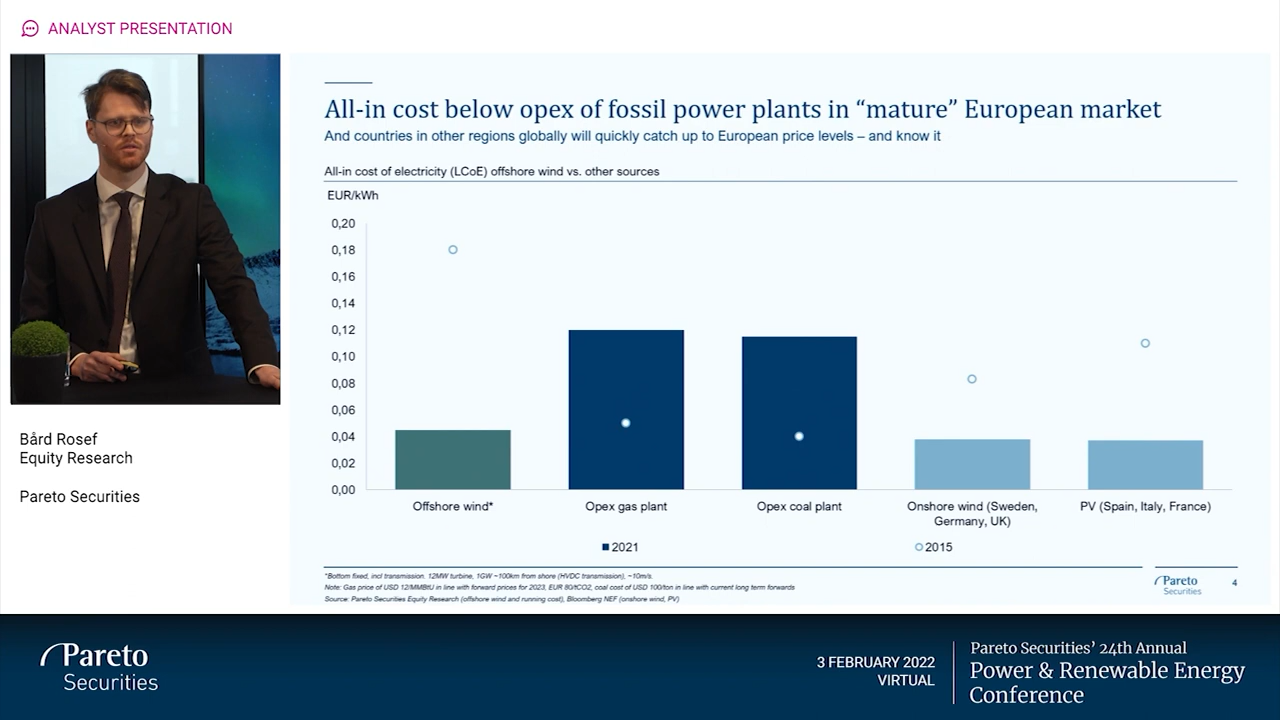 ANALYST PRESENTATION
All-in cost below opex of fossil power plants in “mature” European market
And countries in other regions globally will quickly catch up to European price levels – and know it
All-in cost of electricity (LCoE) offshore wind vs. other sources
EUR/kWh
0,20
0,18
0,16
0,14
0,12
0,10
0,08
0,06
0,04
0,02
0,00
Offshore wind*
Opex gas plant
Opex coal plant
Onshore wind (Sweden,
Germany, UK)
PV (Spain, Italy, France)
2021
2015
*Bottom fixed, incl transmission. 12MW turbine, 1GW ~100km from shore (HVDC transmission), ~10m/s.
Note: Gas price of USD 12/MMBtU in line with forward prices for 2023, EUR 80/tCO2, coal cost of USD 100/ton in line with current long term forwards
Source: Pareto Securities Equity Research (offshore wind and running cost), Bloomberg NEF (onshore wind, PV)
Pareto
Securities
4
Bård Rosef
Equity Research
Pareto Securities
Pareto
Securities
3 FEBRUARY 2022
VIRTUAL
Pareto Securities’ 24th Annual
Power & Renewable Energy
Conference